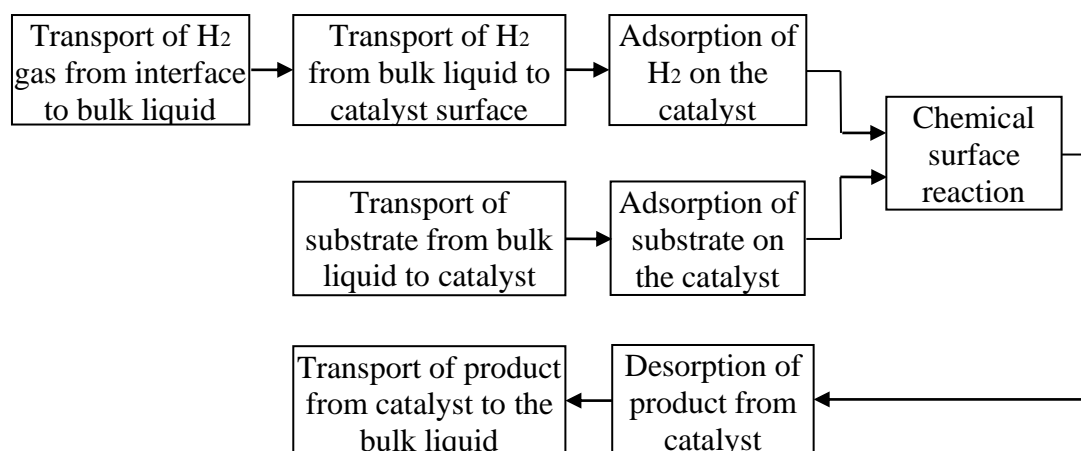 Transport of H2
gas from interface
to bulk liquid
Transport of H2
from bulk liquid to
catalyst surface
Adsorption of
H2 on the
catalyst
Chemical
surface
reaction
Transport of
substrate from bulk
liquid to catalyst
Adsorption of
substrate on
the catalyst
Transport of product
from catalyst to the
bulk liquid
Desorption of
product from
catalyst